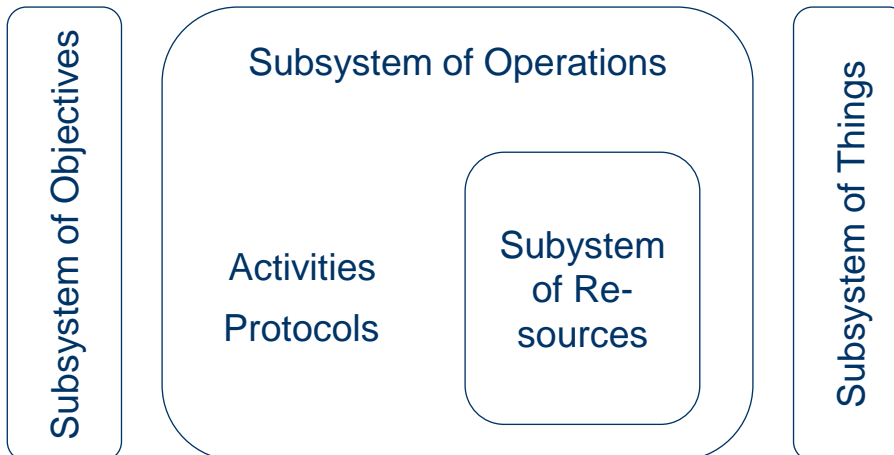 Subsystem of Objectives
Subsystem of Operations
Activities
Protocols
Subystem
of Re-
sources
Subsystem of Things